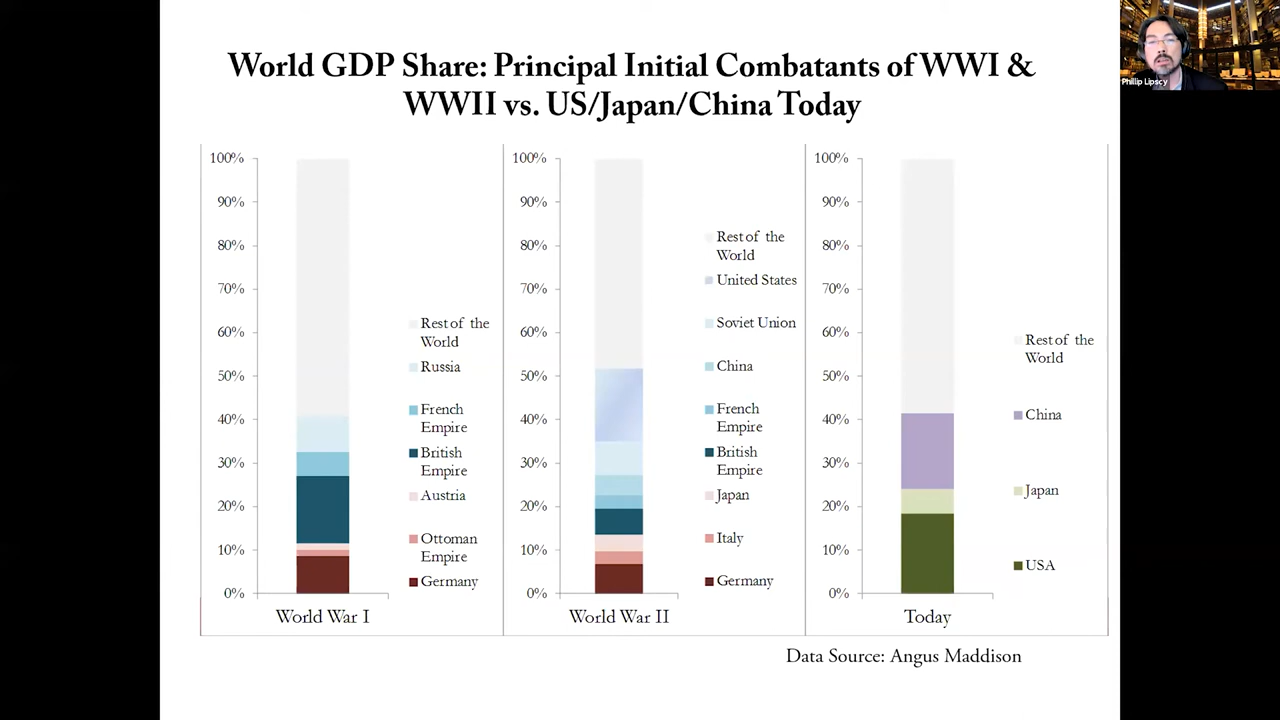 World GDP Share: Principal Initial Combatants of WWI &
WWII vs. US/Japan/China Today
Phillip Lipscy
100%
90%
80%
70%
60%
50%
40%
30%
20%
10%
0%
Rest of the
World
Russia
French
Empire
British
Empire
Austria
Ottoman
Empire
Germany
World War I
100%
90%
80%
70%
60%
50%
40%
30%
20%
10%
0%
Rest of the
World
United States
Soviet Union
China
French
Empire
British
Empire
Japan
Italy
Germany
World War II
100%
90%
80%
70%
60%
50%
40%
30%
20%
10%
0%
Rest of the
World
China
Japan
USA
Today
Data Source: Angus Maddison